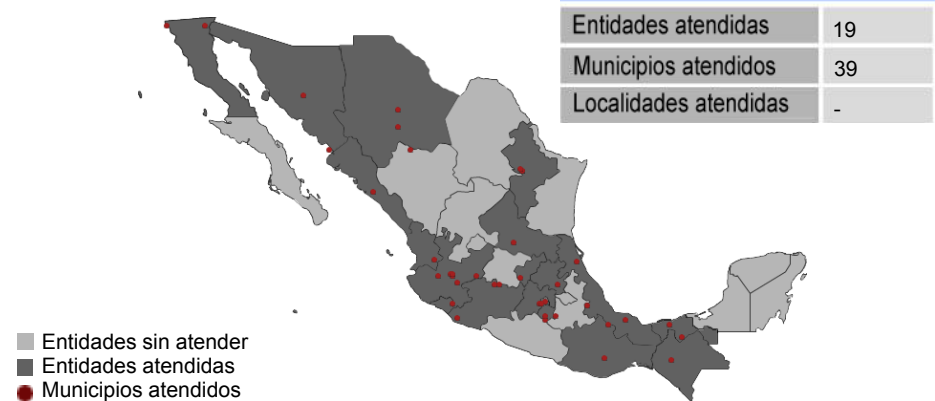 Entidades atendidas 19
Municipios atendidos 39
Localidades atendidas -
Entidades sin atender
Entidades atendidas
Municipios atendidos